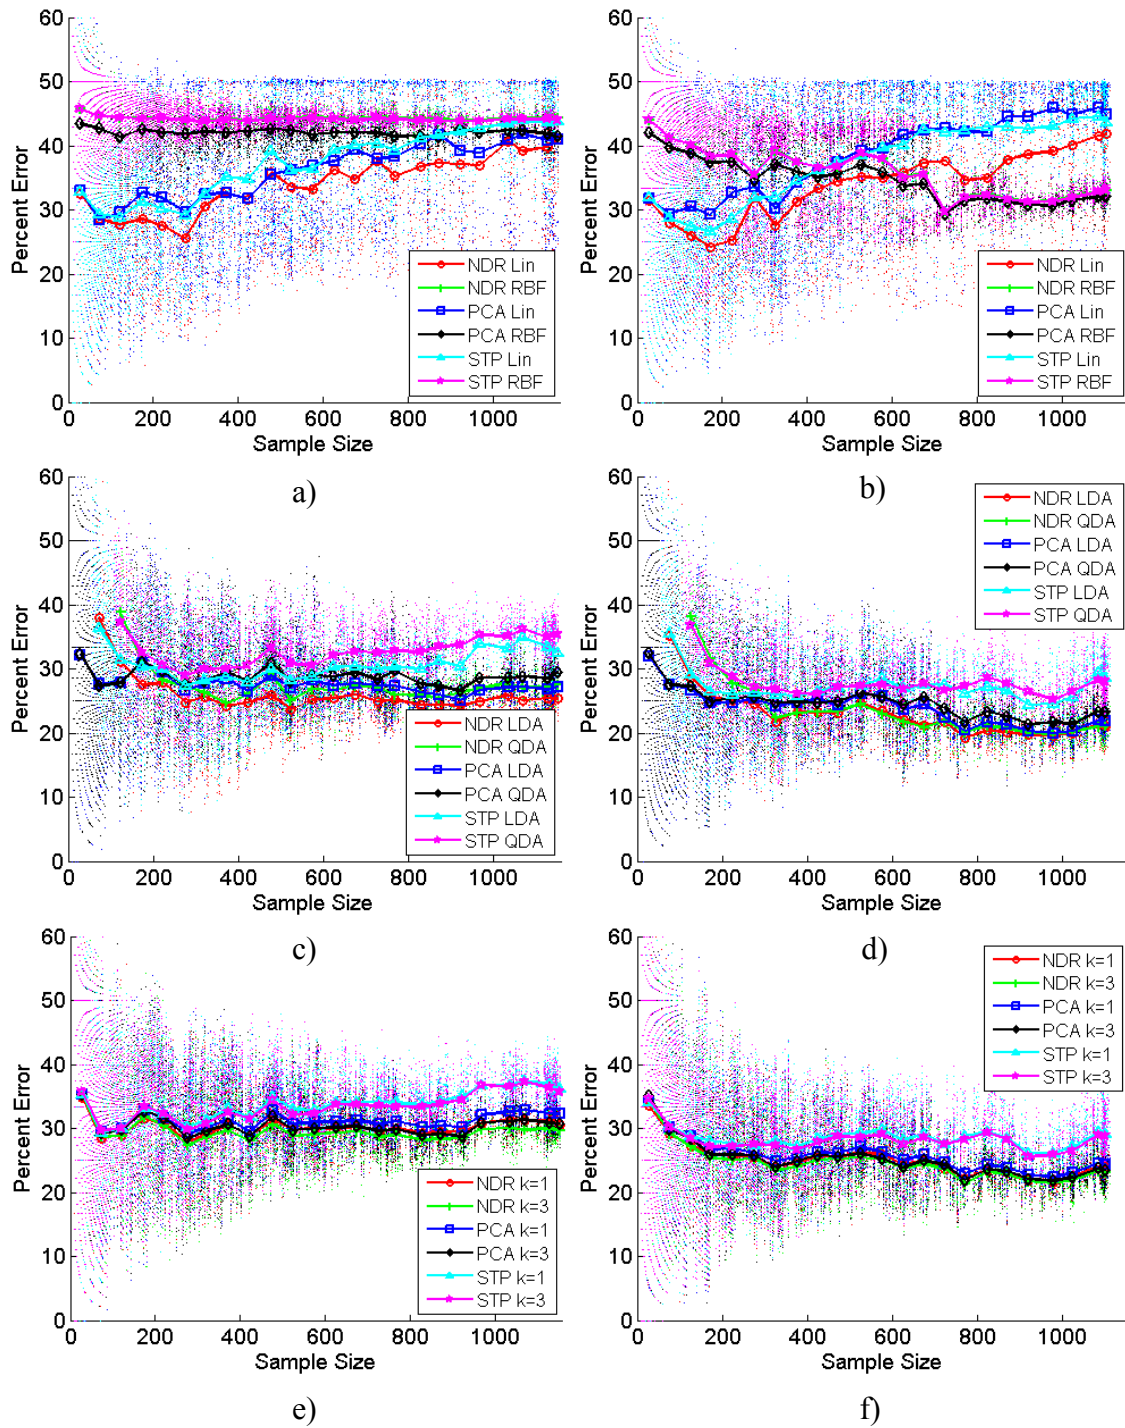 60
50
40
30
20
10
0
Percent Error
0 200 400 600 800 1000
Sample Size
NDR Lin
NDR RBF
PCA Lin
PCA RBF
STP Lin
STP RBF
a)
60
50
40
30
20
10
0
Percent Error
0 200 400 600 800 1000
Sample Size
NDR Lin
NDR RBF
PCA Lin
PCA RBF
STP Lin
STP RBF
b)
60
50
40
30
20
10
0
Percent Error
0 200 400 600 800 1000
Sample Size
NDR LDA
NDR QDA
PCA LDA
PCA QDA
STP LDA
STP QDA
c)
60
50
40
30
20
10
0
Percent Error
0 200 400 600 800 1000
Sample Size
NDR LDA
NDR QDA
PCA LDA
PCA QDA
STP LDA
STP QDA
d)
60
50
40
30
20
10
0
Percent Error
0 200 400 600 800 1000
Sample Size
NDR k=1
NDR k=3
PCA k=1
PCA k=3
STP k=1
STP k=3
e)
60
50
40
30
20
10
0
Percent Error
0 200 400 600 800 1000
Sample Size
NDR k=1
NDR k=3
PCA k=1
PCA k=3
STP k=1
STP k=3
f)